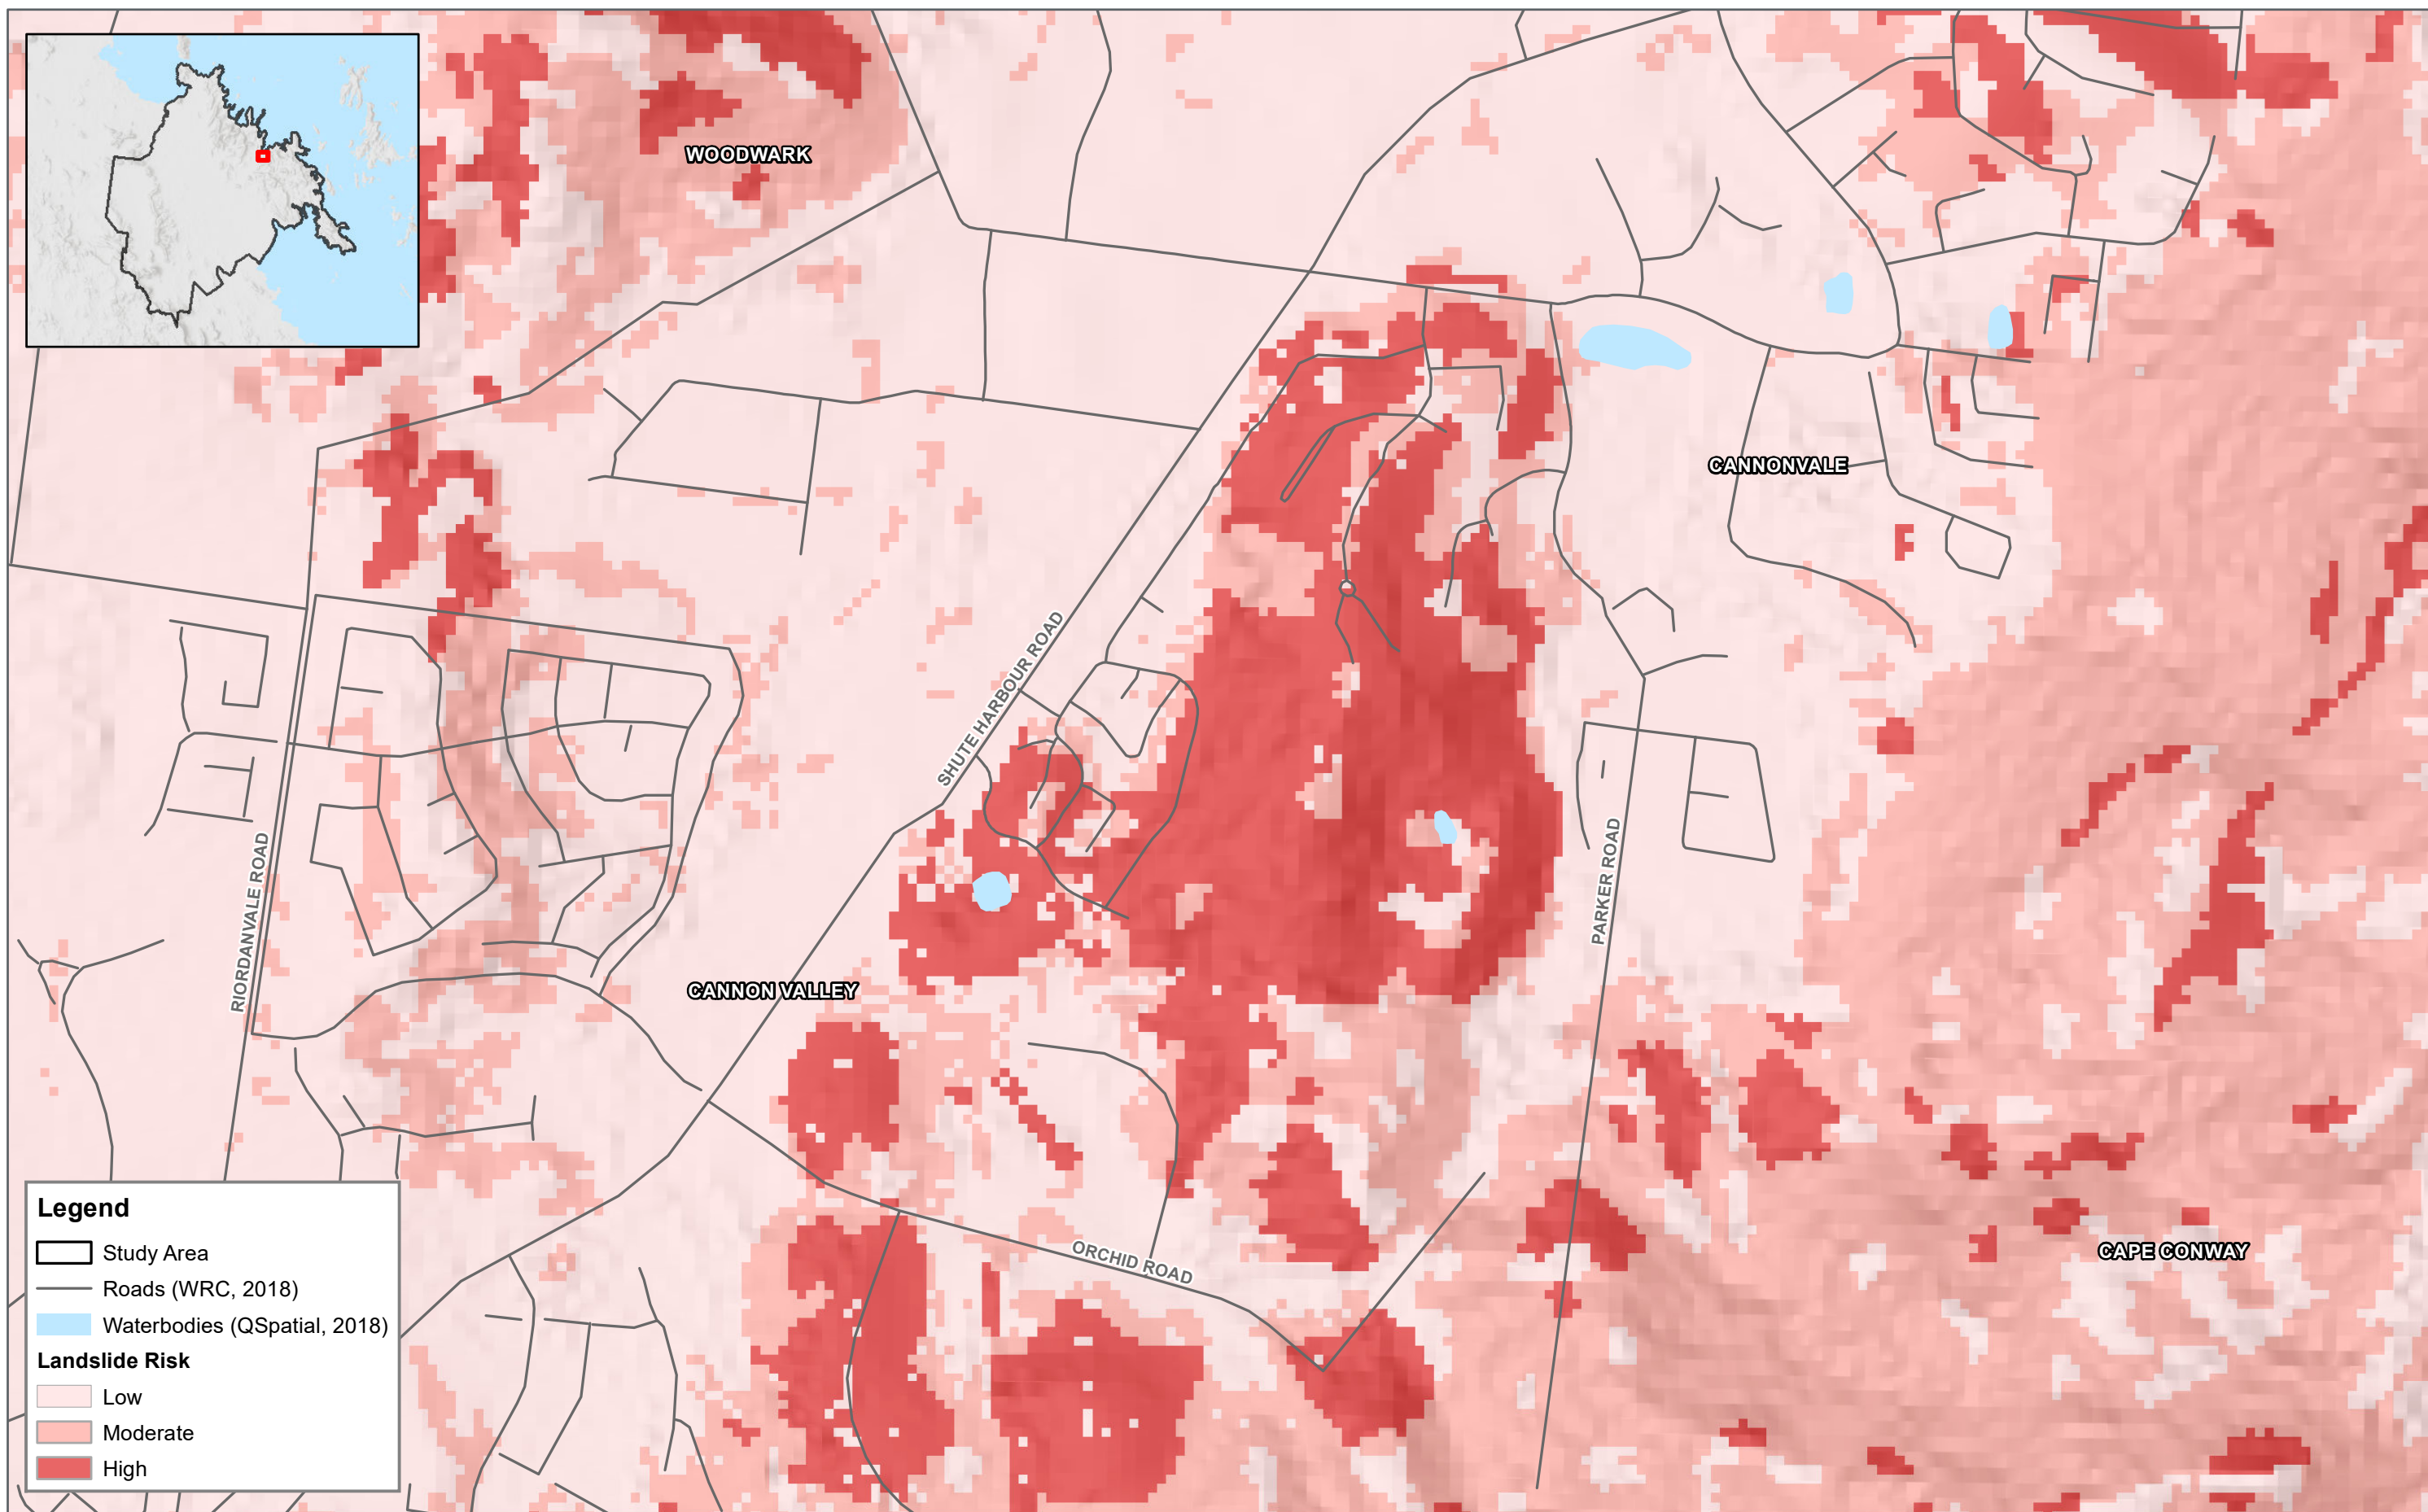 WOODWARK
CANNONVALE
SHUTE HARBOUR ROAD
PARKER ROAD
RIORDANVALE ROAD
CANNON VALLEY
ORCHID ROAD
CAPE CONWAY
Legend
Study Area
Roads (WRC, 2018)
Waterbodies (QSpatial, 2018)
Landslide Risk
Low
Moderate
High